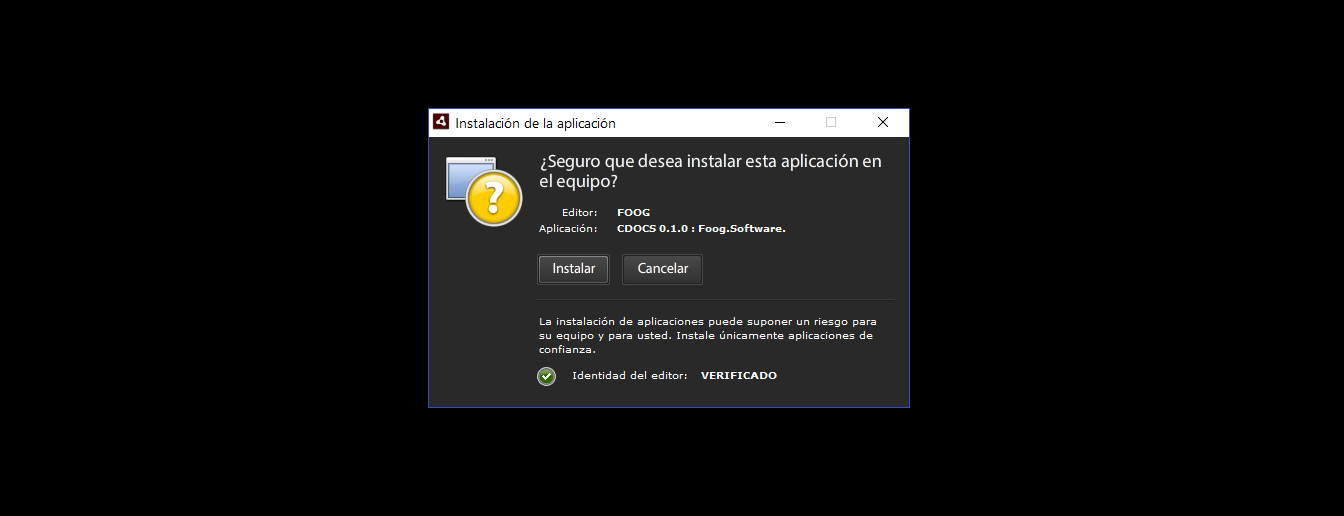 Instalación de la aplicación
¿Seguro que desea instalar esta aplicación en
el equipo?
Editor: FOOG
Aplicación: CDOCS 0.1.0 : Foog.Software.
Instalar Cancelar
La instalación de aplicaciones puede suponer un riesgo para
su equipo y para usted. Instale únicamente aplicaciones de
confianza.
Identidad del editor: VERIFICADO